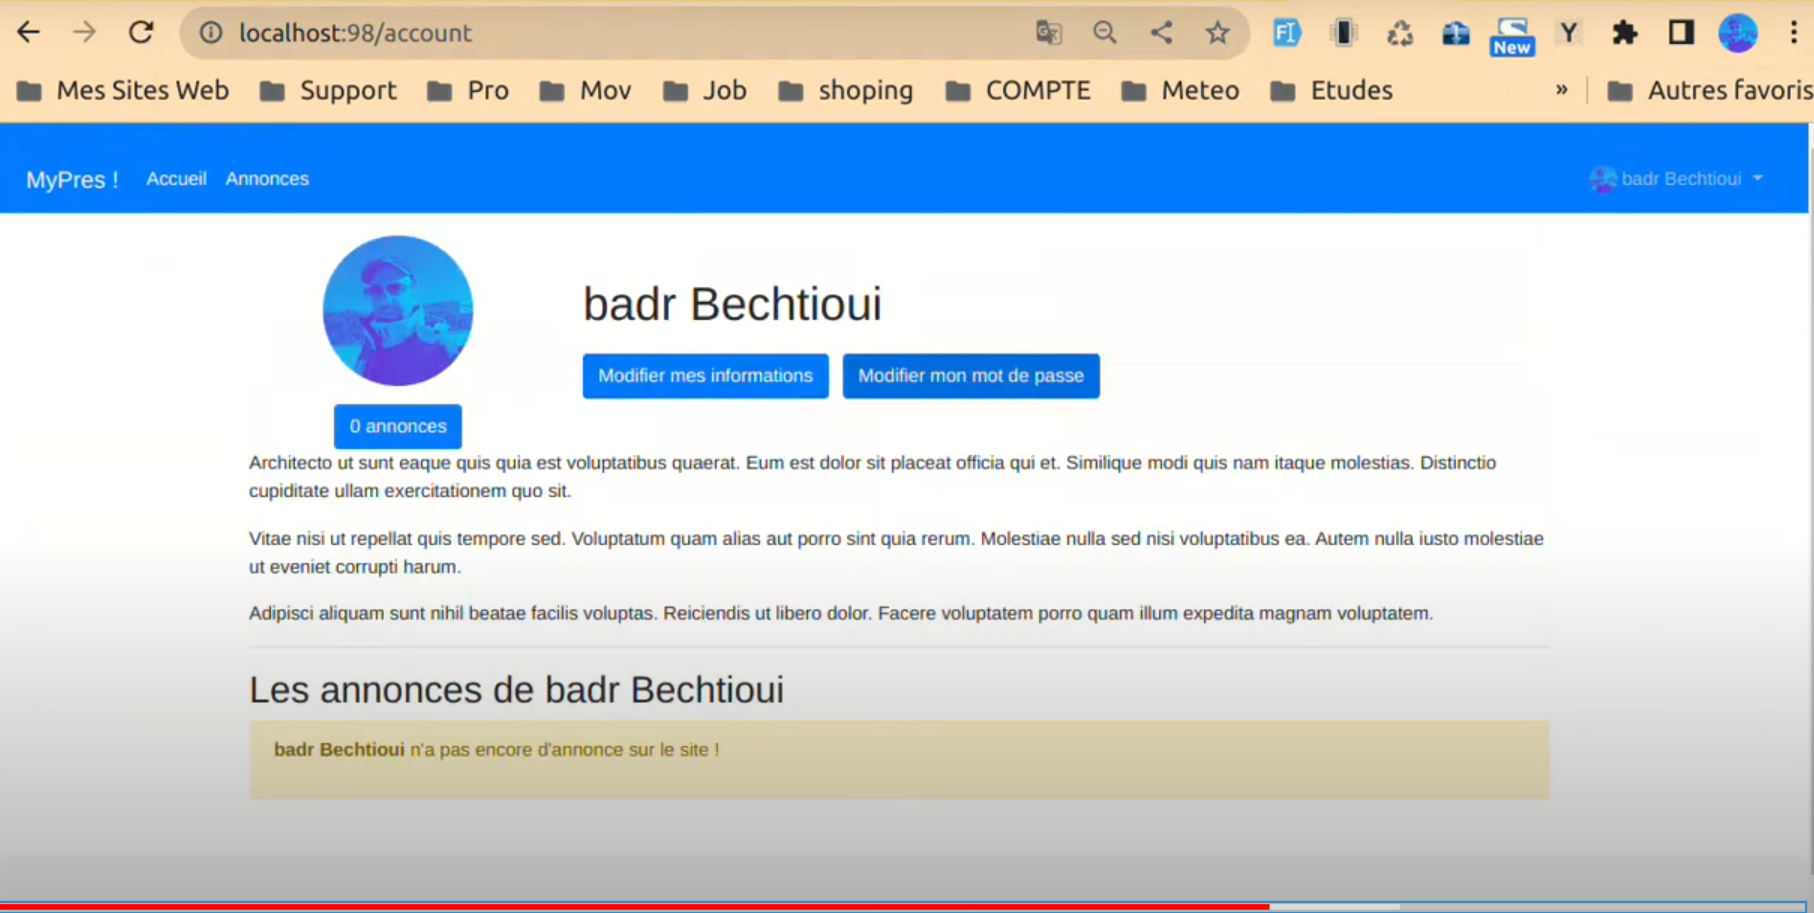 localhost:98/account
New
Y
Mes Sites Web Support Pro Mov Job shoping COMPTE Meteo Etudes » Autres favoris
MyPres ! Accueil Annonces badr Bechtioui
badr Bechtioui
Modifier mes informations Modifier mon mot de passe
0 annonces
Architecto ut sunt eaque quis quia est voluptatibus quaerat. Eum est dolor sit placeat officia qui et. Similique modi quis nam itaque molestias. Distinctio
cupiditate ullam exercitationem quo sit.
Vitae nisi ut repellat quis tempore sed. Voluptatum quam alias aut porro sint quia rerum. Molestiae nulla sed nisi voluptatibus ea. Autem nulla iusto molestiae
ut eveniet corrupti harum.
Adipisci aliquam sunt nihil beatae facilis voluptas. Reiciendis ut libero dolor. Facere voluptatem porro quam illum expedita magnam voluptatem.
Les annonces de badr Bechtioui
badr Bechtioui n'a pas encore d'annonce sur le site !